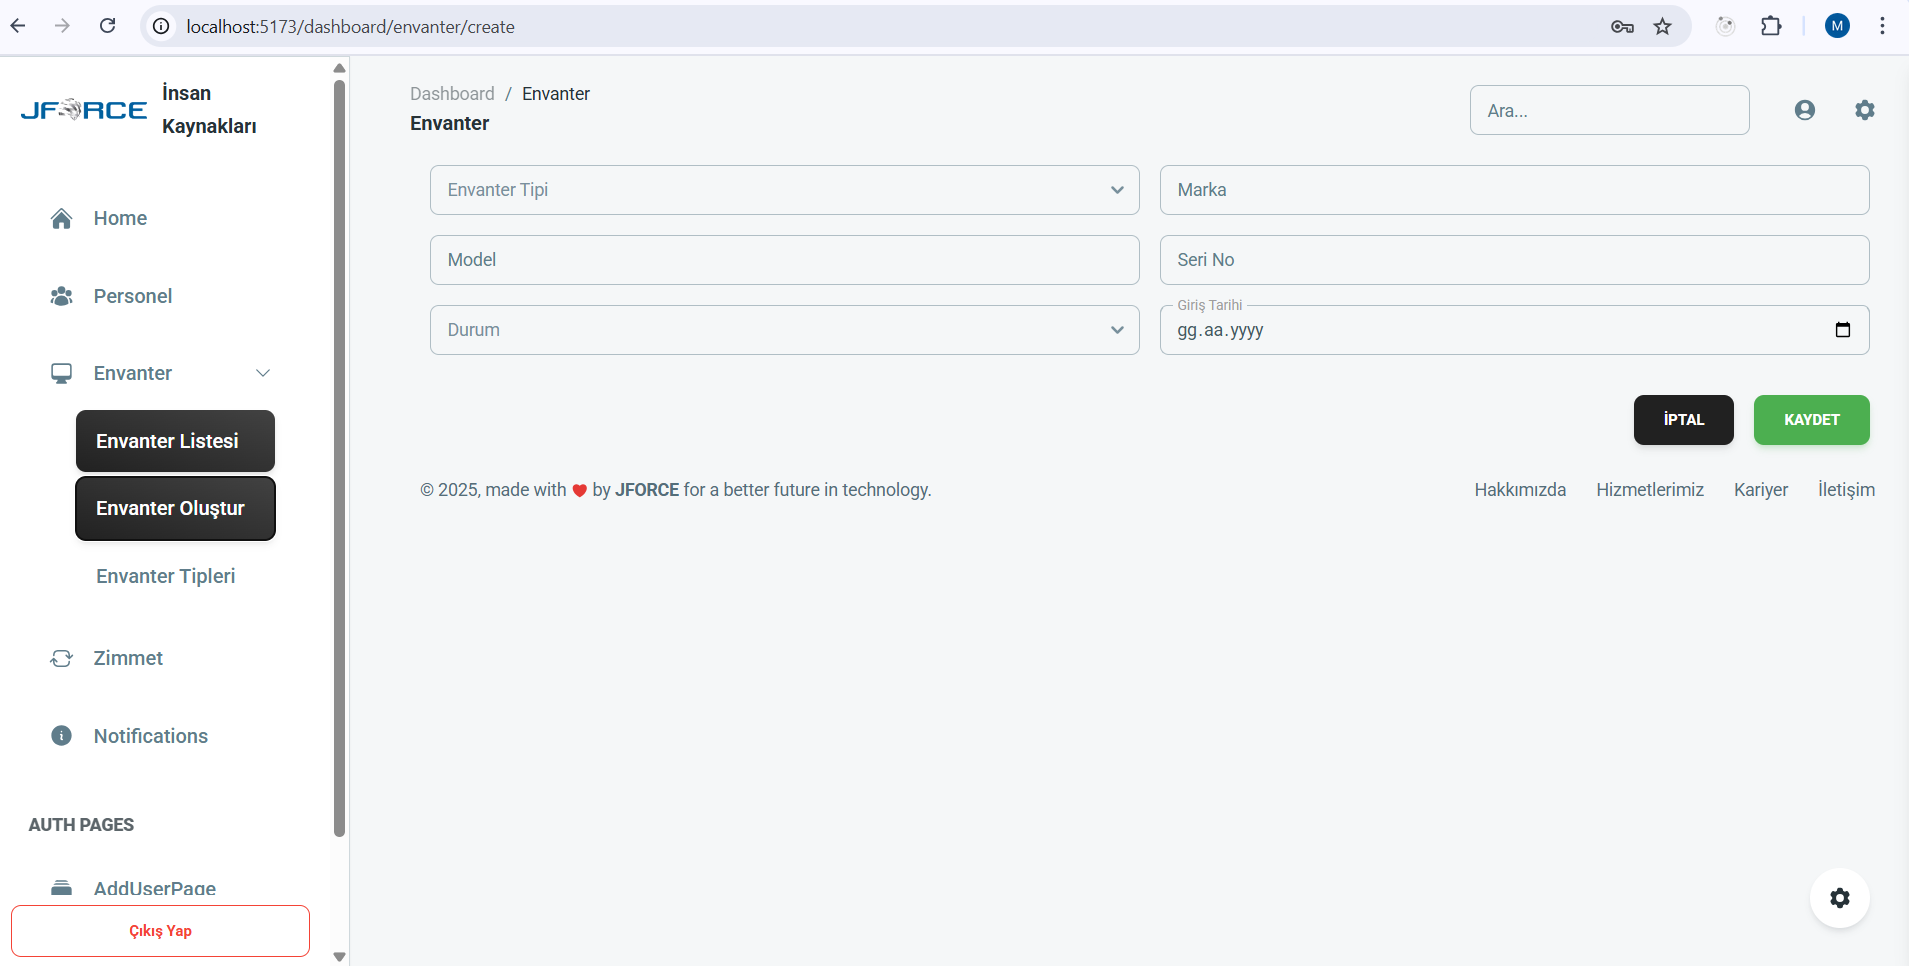 localhost:5173/dashboard/envanter/create
M
JFORCE
İnsan
Kaynakları
Home
Personel
Envanter
Envanter Listesi
Envanter Oluştur
Envanter Tipleri
Zimmet
Notifications
AUTH PAGES
AddUserPage
Çıkış Yap
Dashboard / Envanter
Envanter
Ara...
Envanter Tipi
Marka
Model
Seri No
Durum
Giriş Tarihi
gg.aa.yyyy
İPTAL
KAYDET
© 2025, made with ❤ by JFORCE for a better future in technology.
Hakkımızda
Hizmetlerimiz
Kariyer
İletişim